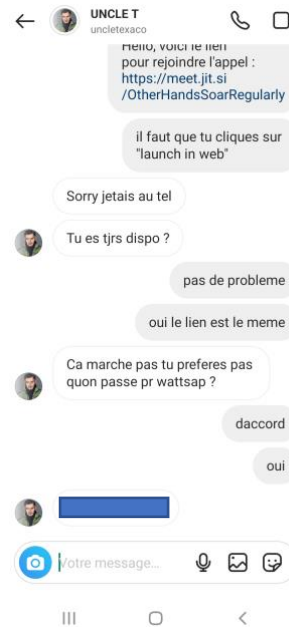 UNCLE T
uncletexaco
Hello, voici le lien
pour rejoindre l'appel :
https://meet.jit.si
/OtherHandsSoarRegularly
il faut que tu cliques sur
"launch in web"
Sorry jetais au tel
Tu es tjrs dispo ?
pas de probleme
oui le lien est le meme
Ca marche pas tu preferes pas
quon passe pr wattsap ?
daccord
oui
Votre message...